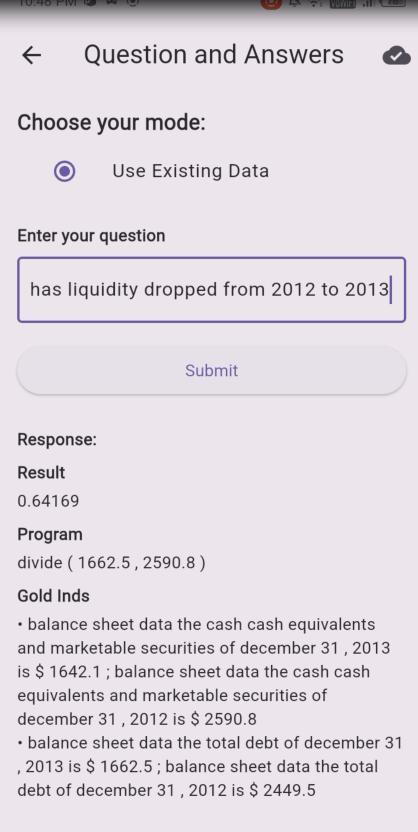 10:48 PM
Question and Answers
Choose your mode:
Use Existing Data
Enter your question
has liquidity dropped from 2012 to 2013
Submit
Response:
Result
0.64169
Program
divide ( 1662.5 , 2590.8 )
Gold Inds
• balance sheet data the cash cash equivalents
and marketable securities of december 31 , 2013
is $ 1642.1 ; balance sheet data the cash cash
equivalents and marketable securities of
december 31 , 2012 is $ 2590.8
• balance sheet data the total debt of december 31
, 2013 is $ 1662.5 ; balance sheet data the total
debt of december 31 , 2012 is $ 2449.5